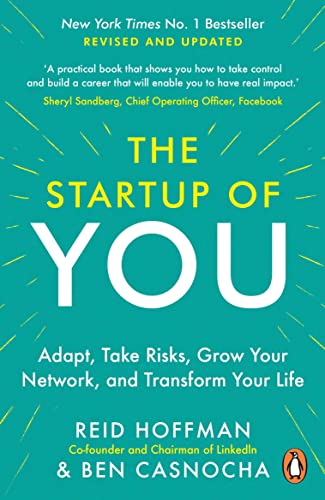 New York Times No. 1 Bestseller
REVISED AND UPDATED
‘A practical book that shows you how to take control
and build a career that will enable you to have real impact.’
Sheryl Sandberg, Chief Operating Officer, Facebook
THE
STARTUP OF
YOU
Adapt, Take Risks, Grow Your
Network, and Transform Your Life
REID HOFFMAN
Co-founder and Chairman of LinkedIn
& BEN CASNOCHA